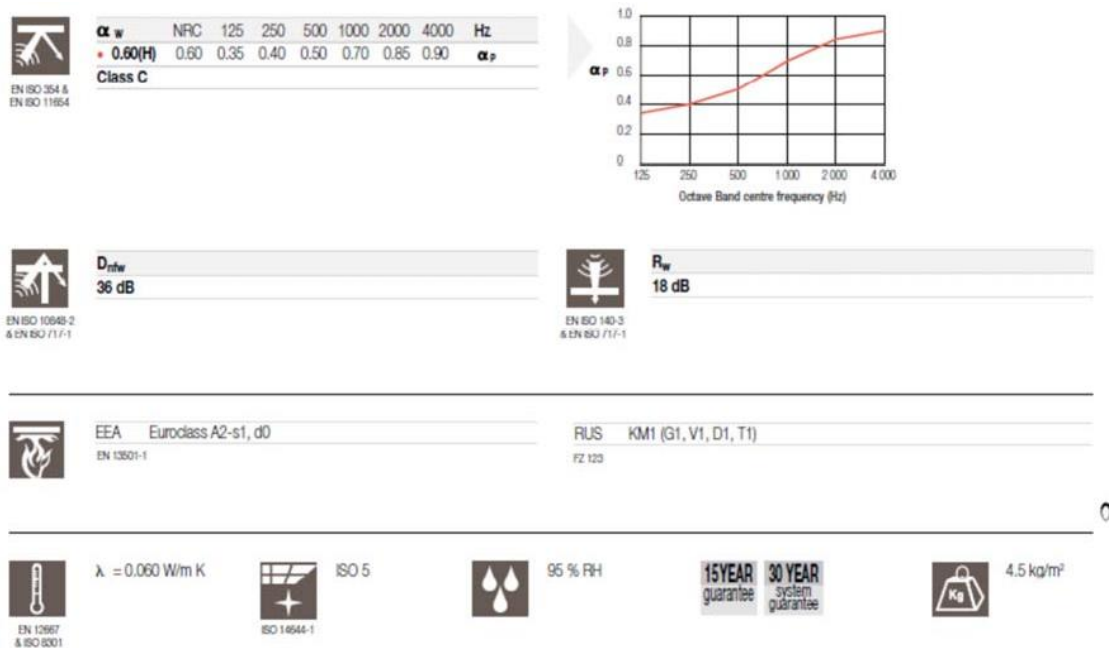 α w NRC 125 250 500 1000 2000 4000 Hz
• 0.60(H) 0.60 0.35 0.40 0.50 0.70 0.85 0.90 α p
Class C
EN ISO 354 &
EN ISO 11654
1.0
0.8
α p 0.6
0.4
0.2
0
125 250 500 1 000 2 000 4 000
Octave Band centre frequency (Hz)
Dnfw
36 dB
EN ISO 10848-2
& EN ISO 717-1
Rw
18 dB
EN ISO 140-3
& EN ISO 717-1
EEA Euroclass A2-s1, d0
EN 13501-1
RUS KM1 (G1, V1, D1, T1)
FZ 123
λ = 0.060 W/m K
EN 12667
& ISO 8301
ISO 5
ISO 14644-1
95 % RH
15 YEAR
guarantee
30 YEAR
system
guarantee
Kg
4.5 kg/m²